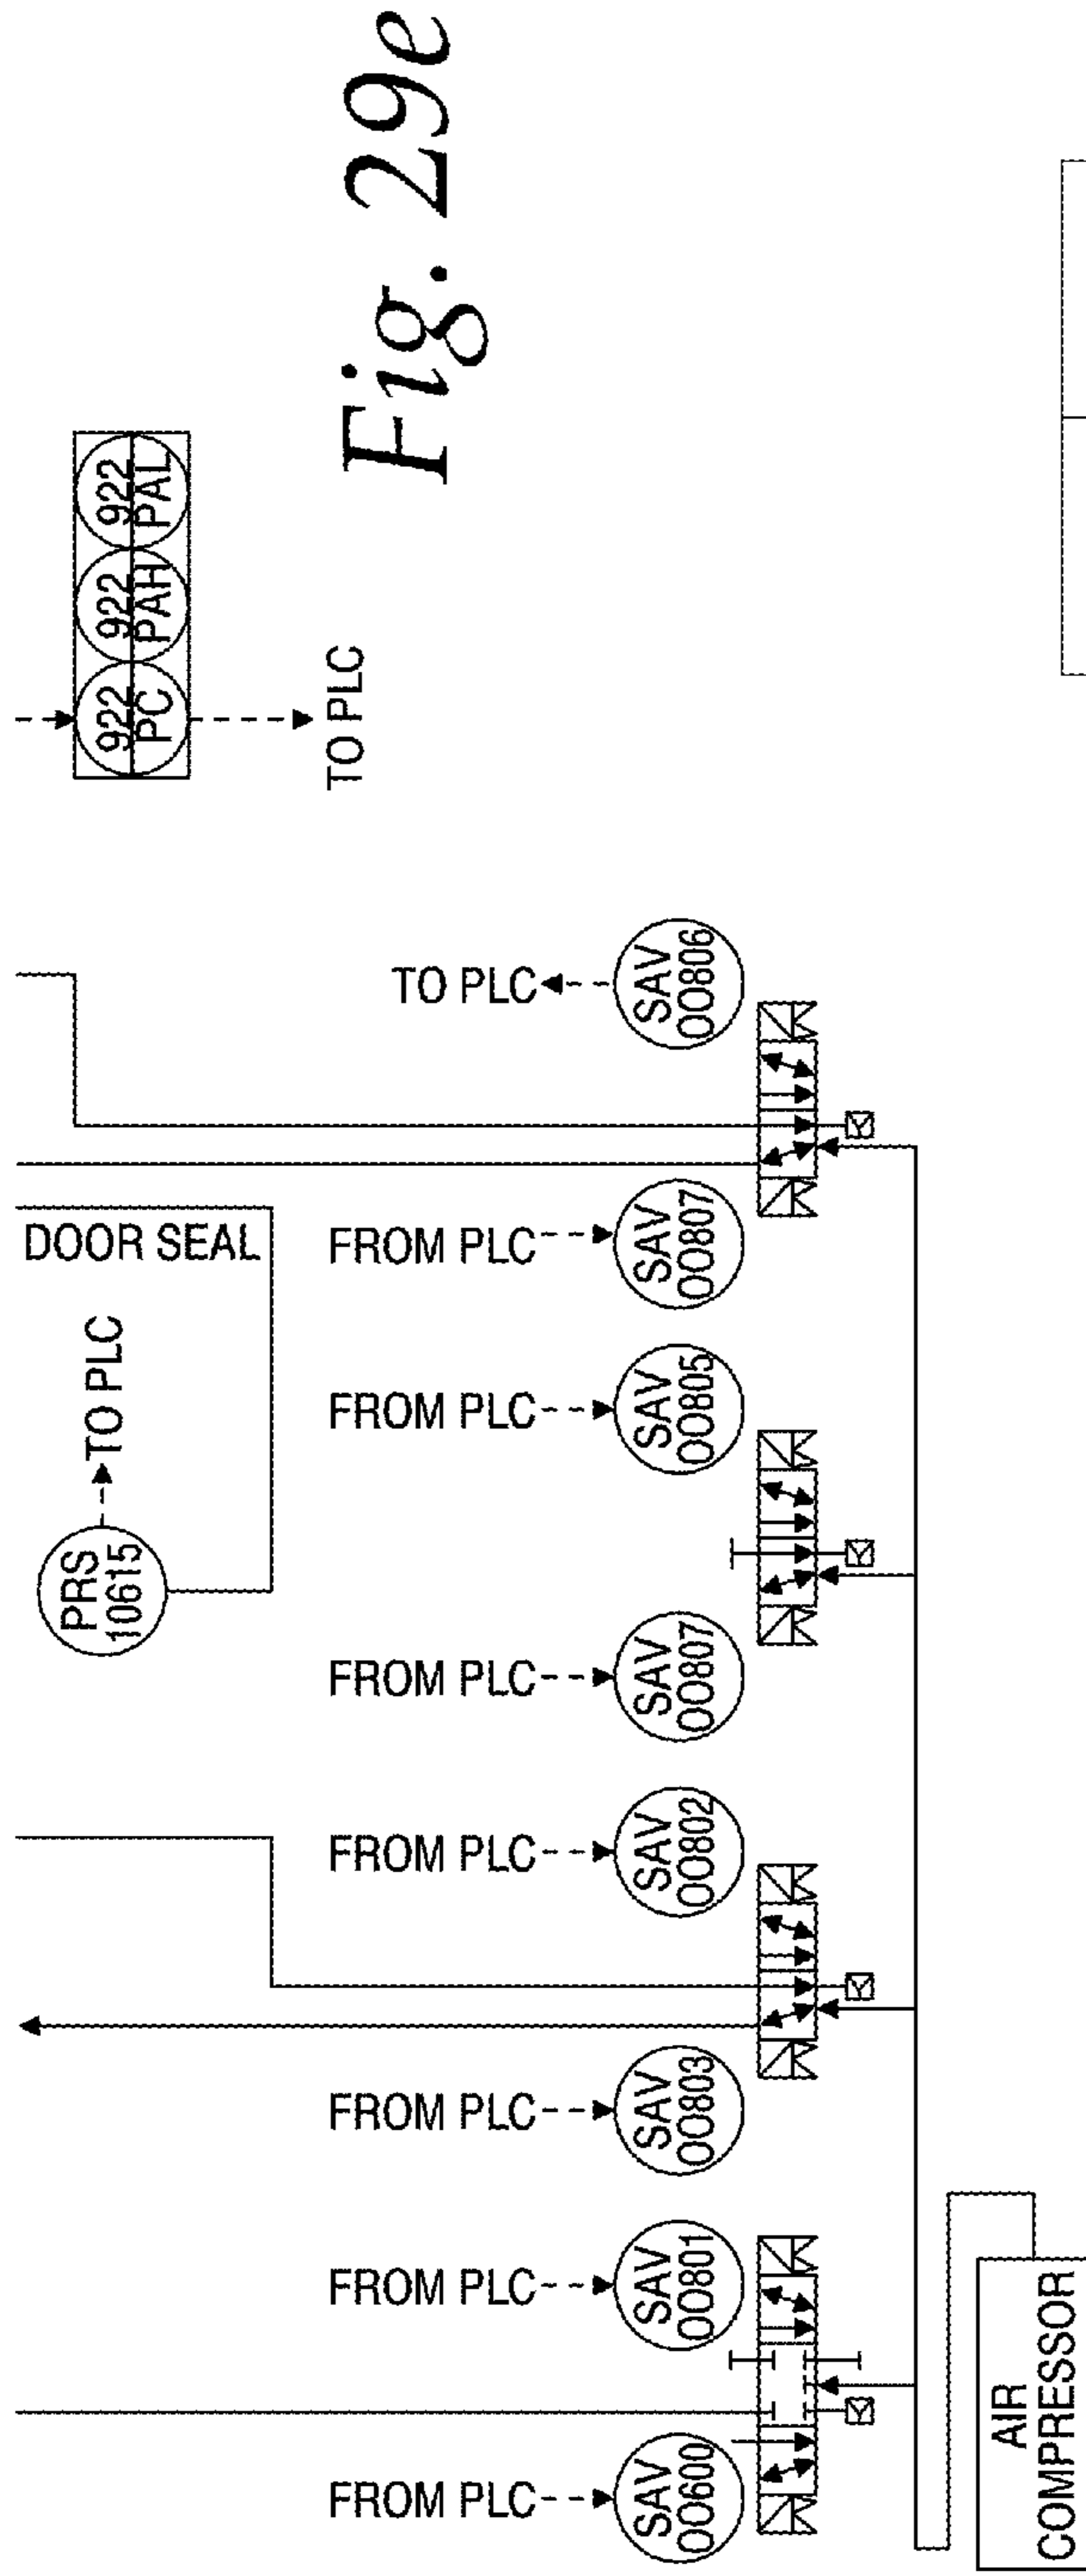 922
PC
922
PAH
922
PAL
TO PLC
Fig. 29e
TO PLC
SAV
OO806
DOOR SEAL
FROM PLC
SAV
OO807
PRS
10615
TO PLC
FROM PLC
SAV
OO805
FROM PLC
SAV
OO807
FROM PLC
SAV
OO802
FROM PLC
SAV
OO803
FROM PLC
SAV
OO801
FROM PLC
SAV
OO600
AIR
COMPRESSOR